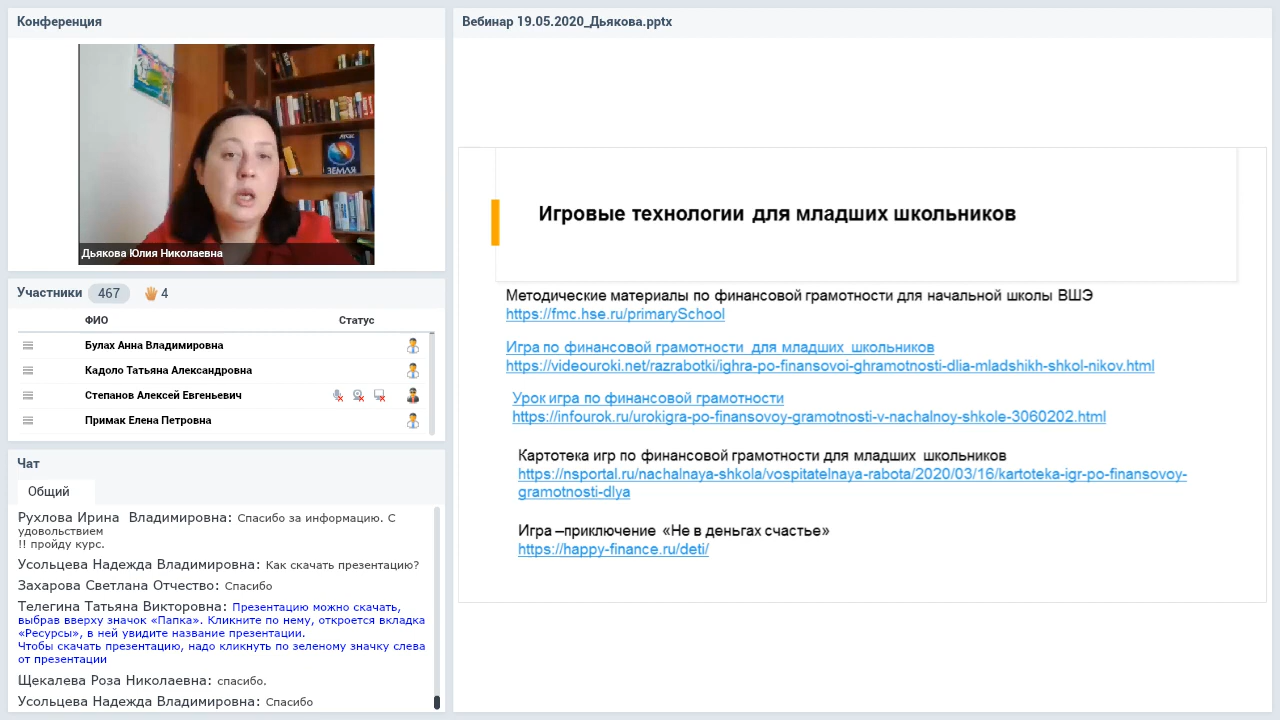 Конференция
ЗЕМЛЯ
Дьякова Юлия Николаевна
Участники 467 4
ФИО Статус
Булах Анна Владимировна
Кадоло Татьяна Александровна
Степанов Алексей Евгеньевич
Примак Елена Петровна
Чат
Общий
Рухлова Ирина Владимировна: Спасибо за информацию. С
удовольствием
!! пройду курс.
Усольцева Надежда Владимировна: Как скачать презентацию?
Захарова Светлана Отчество: Спасибо
Телегина Татьяна Викторовна: Презентацию можно скачать,
выбрав вверху значок «Папка». Кликните по нему, откроется вкладка
«Ресурсы», в ней увидите название презентации.
Чтобы скачать презентацию, надо кликнуть по зеленому значку слева
от презентации
Щекалева Роза Николаевна: спасибо.
Усольцева Надежда Владимировна: Спасибо
Вебинар 19.05.2020_Дьякова.pptx
Игровые технологии для младших школьников
Методические материалы по финансовой грамотности для начальной школы ВШЭ
https://fmc.hse.ru/primarySchool
Игра по финансовой грамотности для младших школьников
https://videouroki.net/razrabotki/ighra-po-finansovoi-ghramotnosti-dlia-mladshikh-shkol-nikov.html
Урок игра по финансовой грамотности
https://infourok.ru/urokigra-po-finansovoy-gramotnosti-v-nachalnoy-shkole-3060202.html
Картотека игр по финансовой грамотности для младших школьников
https://nsportal.ru/nachalnaya-shkola/vospitatelnaya-rabota/2020/03/16/kartoteka-igr-po-finansovoy-
gramotnosti-dlya
Игра –приключение «Не в деньгах счастье»
https://happy-finance.ru/deti/